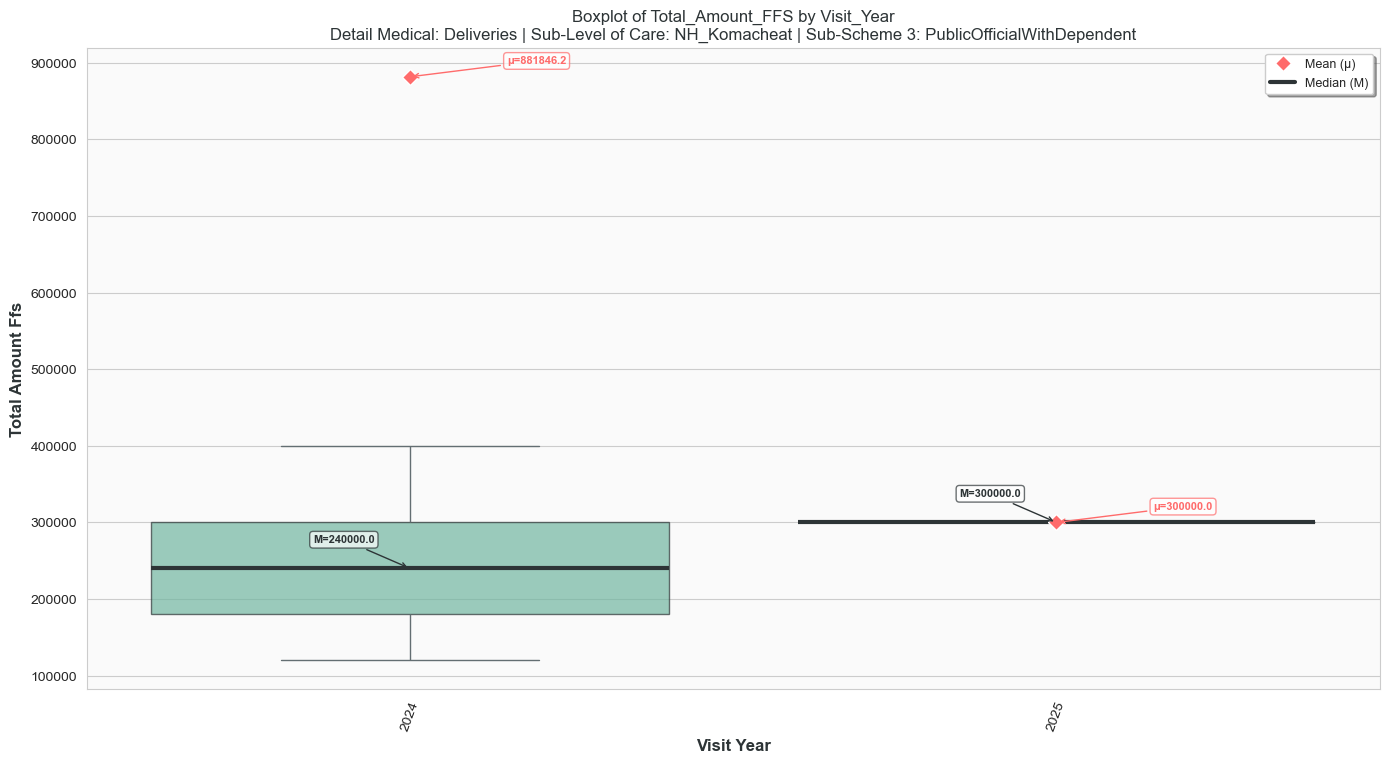 Boxplot of Total_Amount_FFS by Visit_Year
Detail Medical: Deliveries | Sub-Level of Care: NH_Komacheat | Sub-Scheme 3: PublicOfficialWithDependent
Mean (μ)
Median (M)
Total Amount Ffs
900000
800000
700000
600000
500000
400000
300000
200000
100000
μ=881846.2
M=240000.0
M=300000.0
μ=300000.0
2024
2025
Visit Year